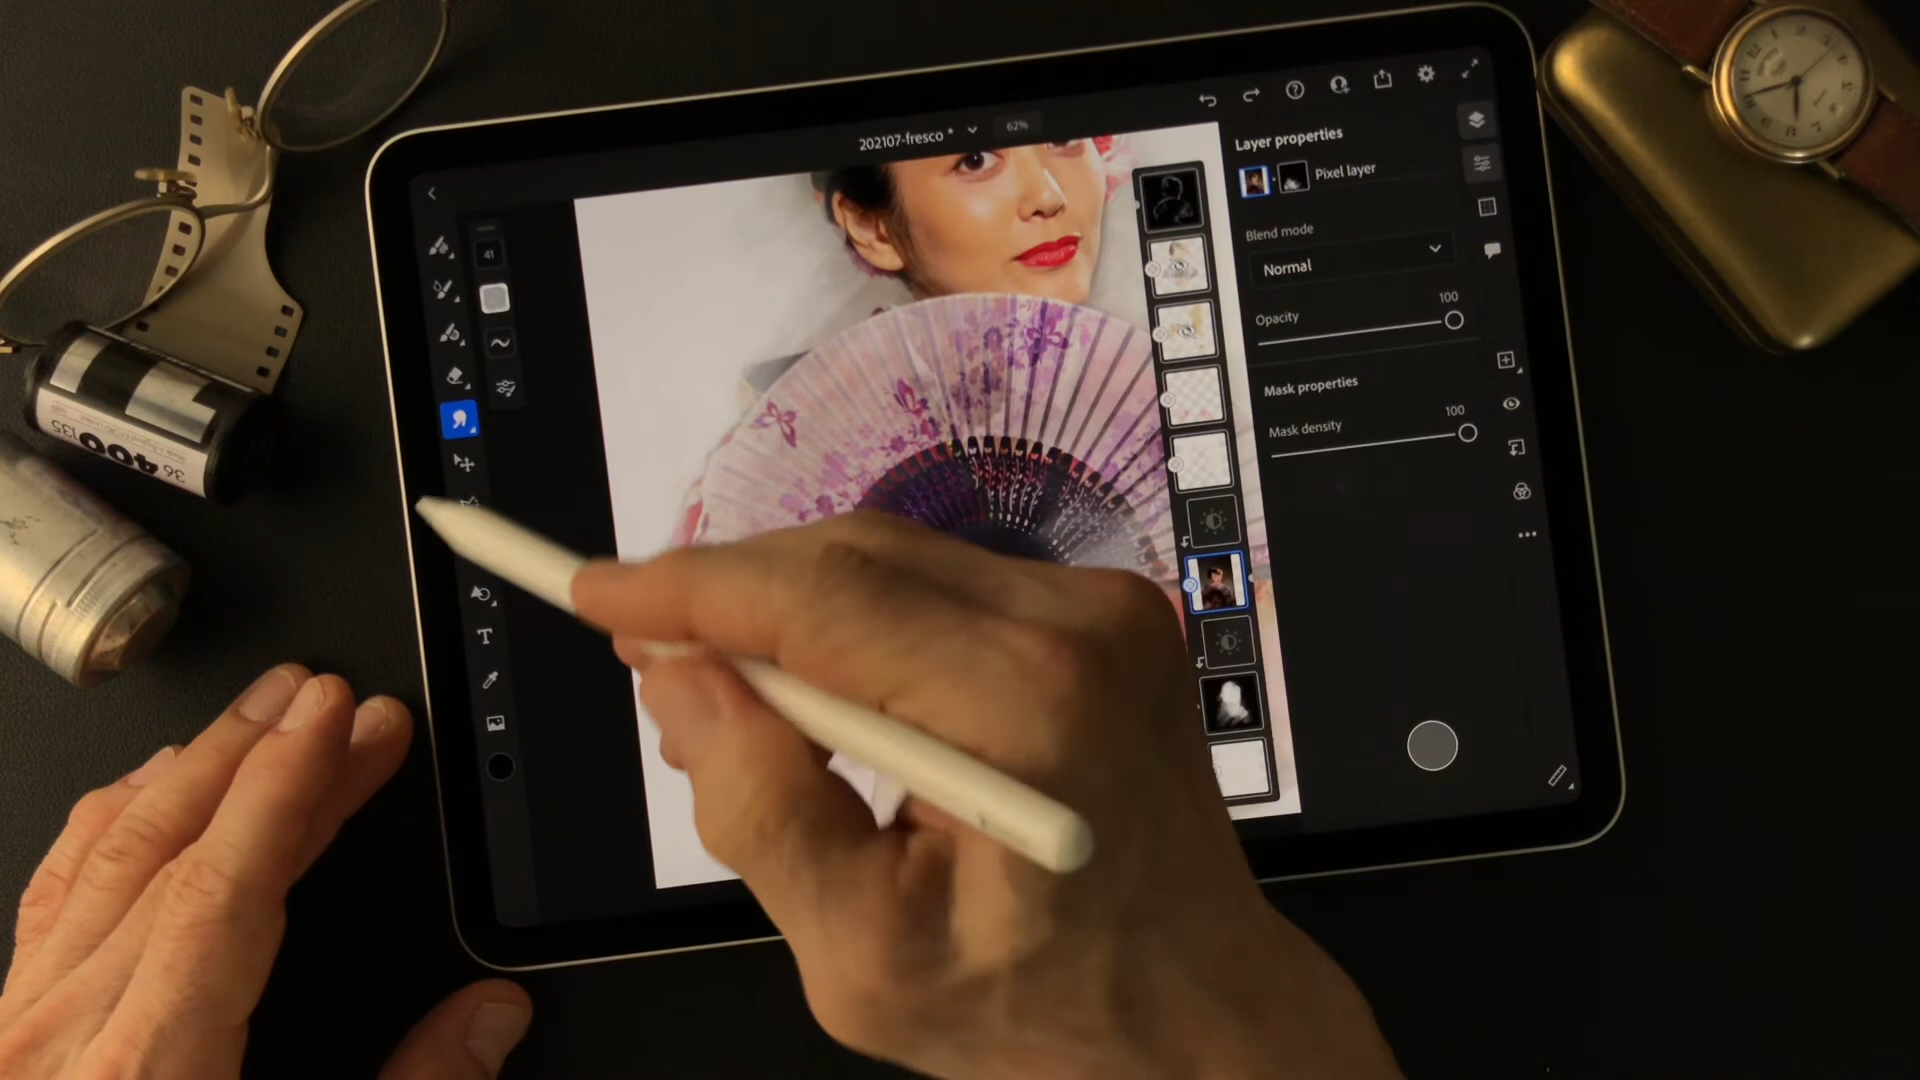 202107-fresco *
62%
Layer properties
Pixel layer
Blend mode
Normal
Opacity
100
Mask properties
Mask density
100
41
T
400
36
135